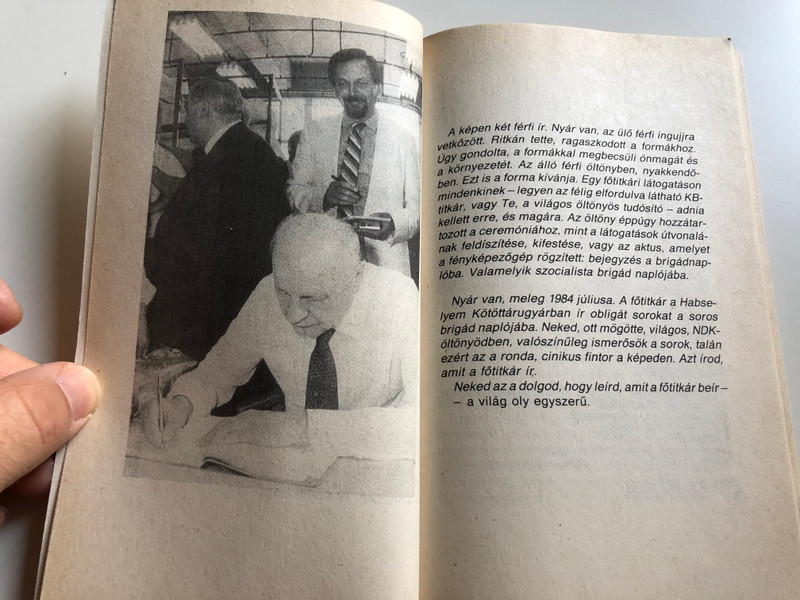 A képen két férfi ír. Nyár van, az ülő férfi ingujjra
vetkőzött. Ritkán tette, ragaszkodott a formákhoz.
Úgy gondolta, a formákkal megbecsüli önmagát és
a környezetét. Az álló férfi öltönyben, nyakkendő-
ben. Ezt is a forma kívánja. Egy főtitkári látogatáson
mindenkinek – legyen az félig elfordulva látható KB-
titkár, vagy Te, a világos öltönyös tudósító – adnia
kellett erre, és magára. Az öltöny éppúgy hozzátar-
tozott a ceremóniához, mint a látogatások útvonalá-
nak feldíszítése, kifestése, vagy az aktus, amelyet
a fényképezőgép rögzített: bejegyzés a brigádnap-
lóba. Valamelyik szocialista brigád naplójába.
Nyár van, meleg 1984 júliusa. A főtitkár a Habse-
lyem Kötöttárugyárban ír obligát sorokat a soros
brigád naplójába. Neked, ott mögötte, világos, NDK-
öltönyödben, valószínűleg ismerősök a sorok, talán
ezért az a ronda, cinikus fintor a képeden. Azt írod,
amit a főtitkár ír.
Neked az a dolgod, hogy leírd, amit a főtitkár beír –
– a világ oly egyszerű.